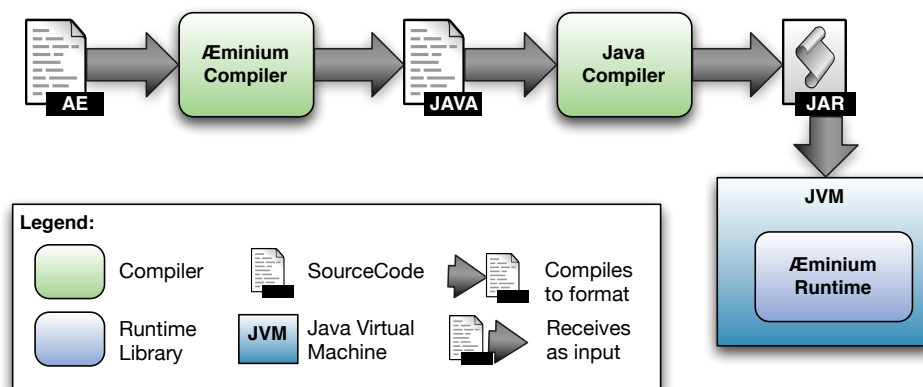 Æminium
Compiler
Java
Compiler
AE
JAVA
JAR
JVM
Æminium
Runtime
Legend:
Compiler
SourceCode
Compiles
to format
Runtime
Library
JVM
Java Virtual
Machine
Receives
as input